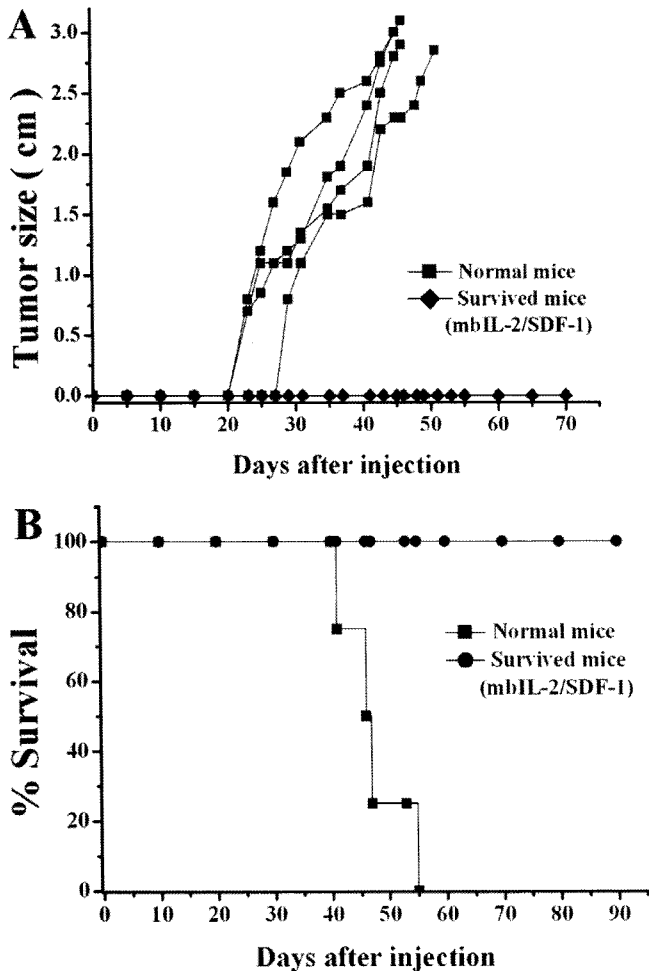 A
3.0
2.5
2.0
1.5
1.0
0.5
0.0
Tumor size ( cm )
Normal mice
Survived mice
(mbIL-2/SDF-1)
0 10 20 30 40 50 60 70
Days after injection
B
100
80
60
40
20
0
% Survival
Normal mice
Survived mice
(mbIL-2/SDF-1)
0 10 20 30 40 50 60 70 80 90
Days after injection